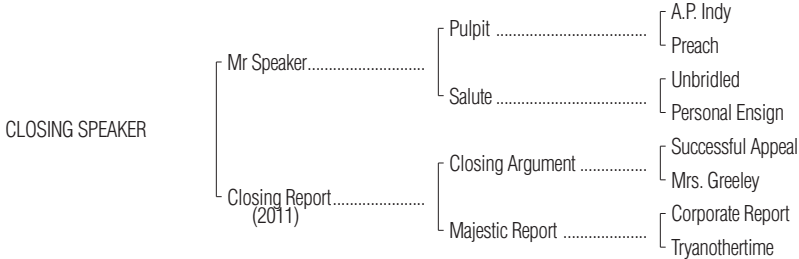 A.P. Indy
Pulpit ....................................
Preach
Mr Speaker............................
Unbridled
Salute ....................................
Personal Ensign
CLOSING SPEAKER
Successful Appeal
Closing Argument ................
Mrs. Greeley
Closing Report......................
(2011)
Corporate Report
Majestic Report ....................
Tryanothertime